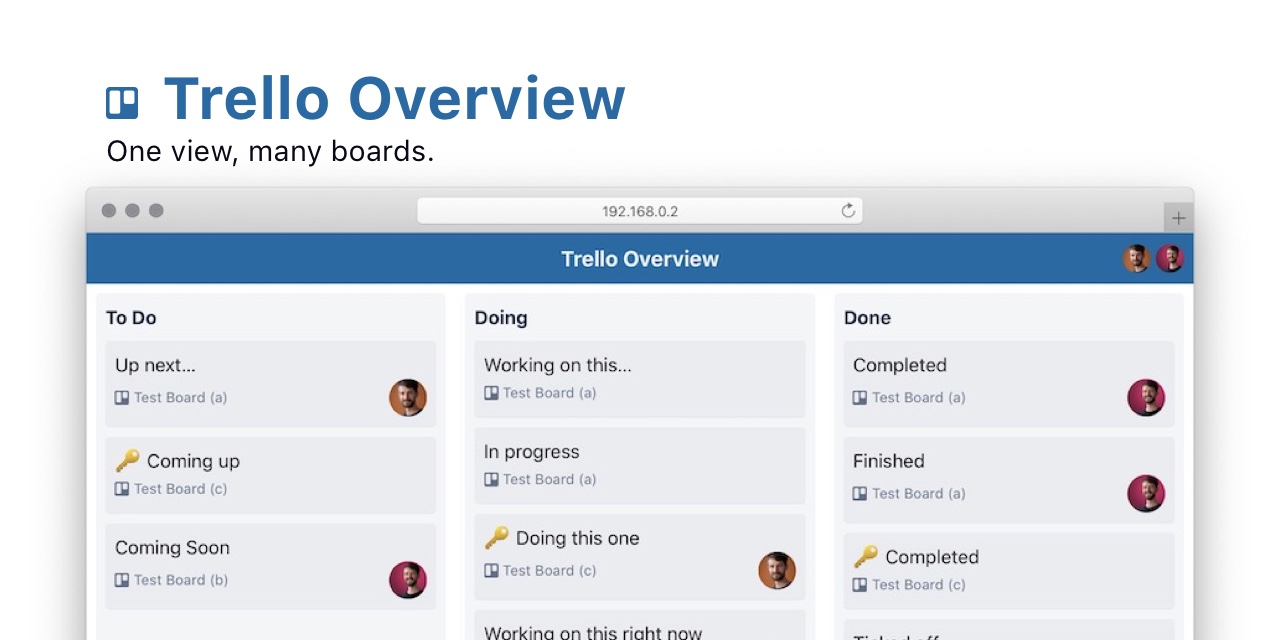 Trello Overview
One view, many boards.
192.168.0.2
Trello Overview
To Do
Up next...
Test Board (a)
Coming up
Test Board (c)
Coming Soon
Test Board (b)
Doing
Working on this...
Test Board (a)
In progress
Test Board (a)
Doing this one
Test Board (c)
Working on this right now
Done
Completed
Test Board (a)
Finished
Test Board (a)
Completed
Test Board (c)
Ticked off